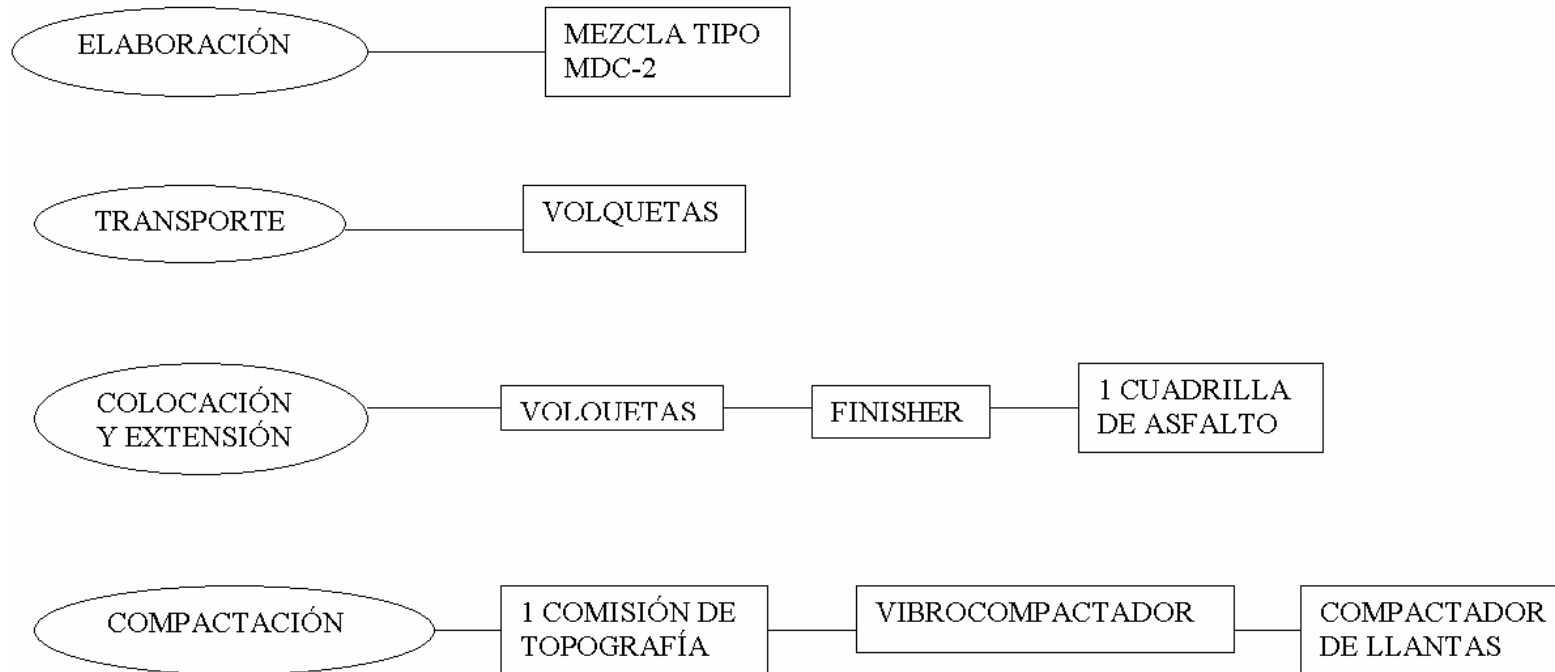 ELABORACIÓN
MEZCLA TIPO
MDC-2
TRANSPORTE
VOLQUETAS
COLOCACIÓN
Y EXTENSIÓN
VOLQUETAS
FINISHER
1 CUADRILLA
DE ASFALTO
COMPACTACIÓN
1 COMISIÓN DE
TOPOGRAFÍA
VIBROCOMPACTADOR
COMPACTADOR
DE LLANTAS